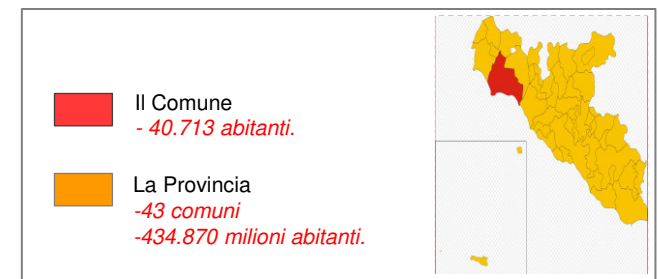 Il Comune
- 40.713 abitanti.
La Provincia
-43 comuni
-434.870 milioni abitanti.